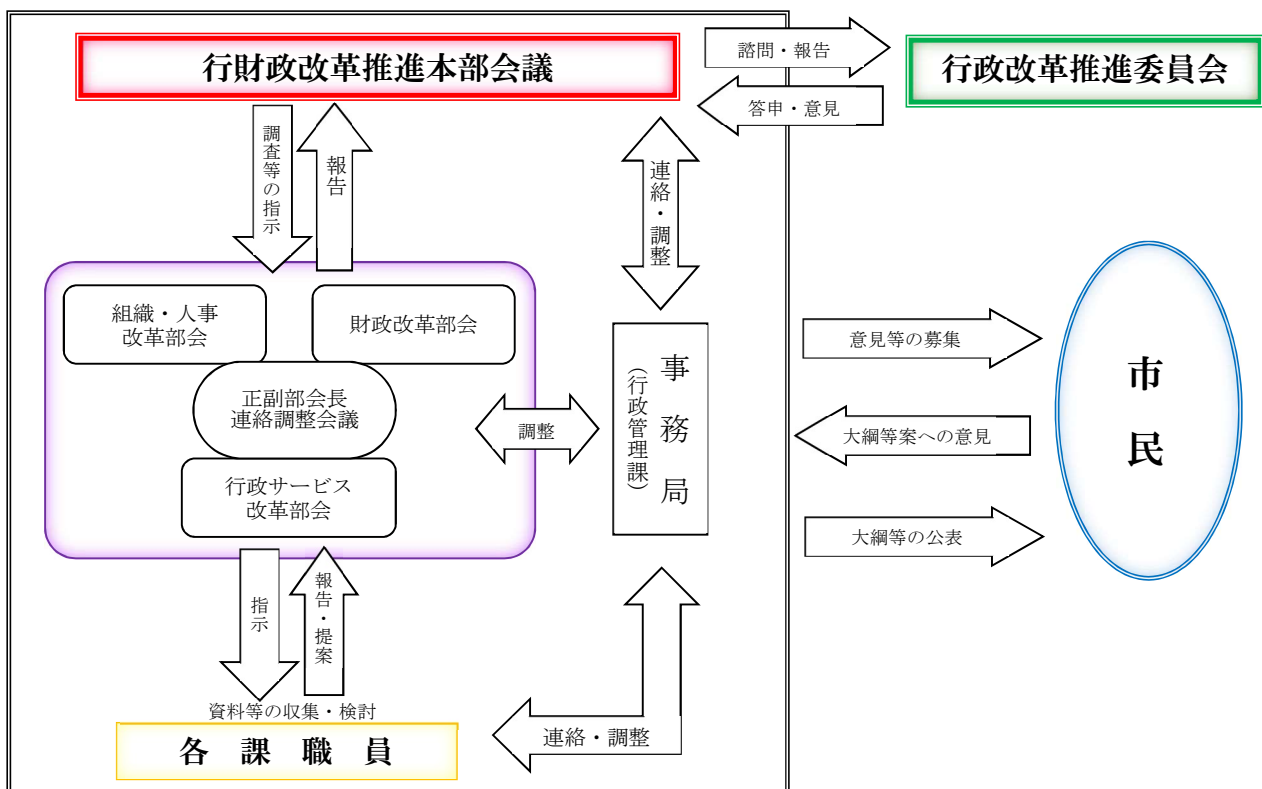 行財政改革推進本部会議
諮問・報告
答申・意見
行政改革推進委員会
調査等の指示
報告
連絡・調整
組織・人事
改革部会
財政改革部会
正副部会長
連絡調整会議
行政サービス
改革部会
調整
事務局
(行政管理課)
意見等の募集
大綱等案への意見
大綱等の公表
市民
指示
報告・提案
資料等の収集・検討
各課職員
連絡・調整